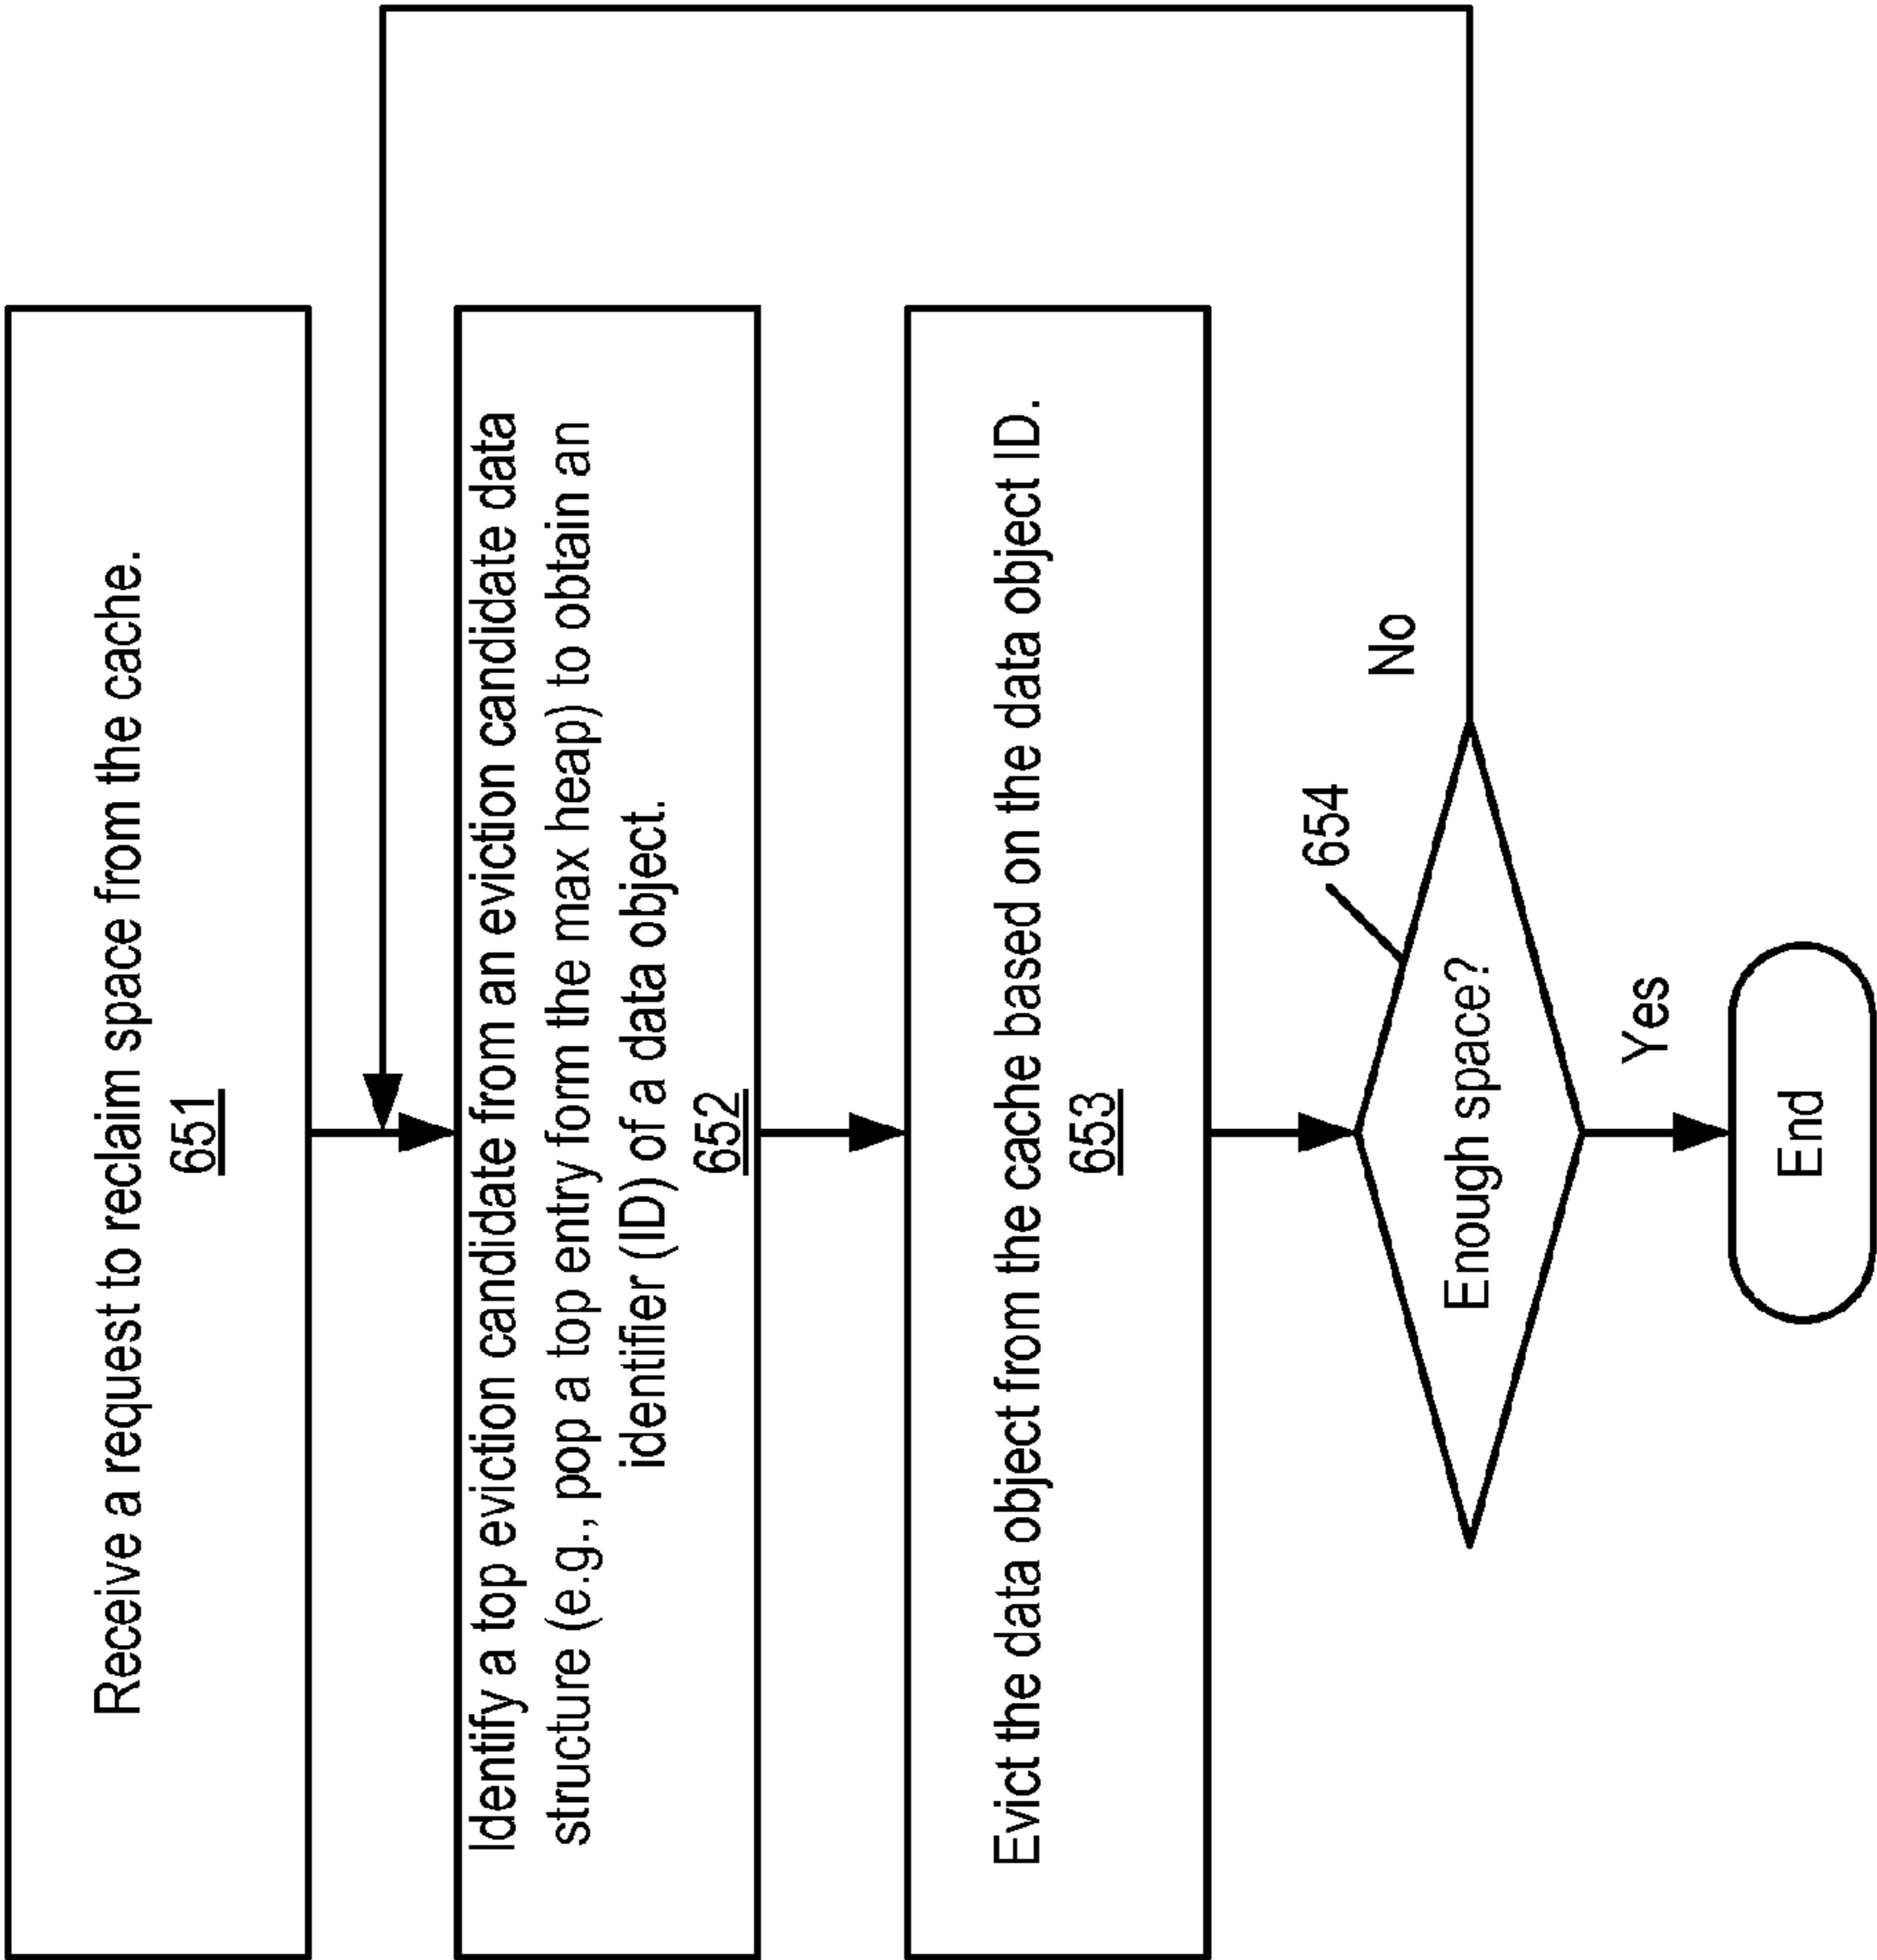 Receive a request to reclaim space from the cache.
651
Identify a top eviction candidate from an eviction candidate data
structure (e.g., pop a top entry form the max heap) to obtain an
identifier (ID) of a data object.
652
Evict the data object from the cache based on the data object ID.
653
654
Enough space?
No
Yes
End